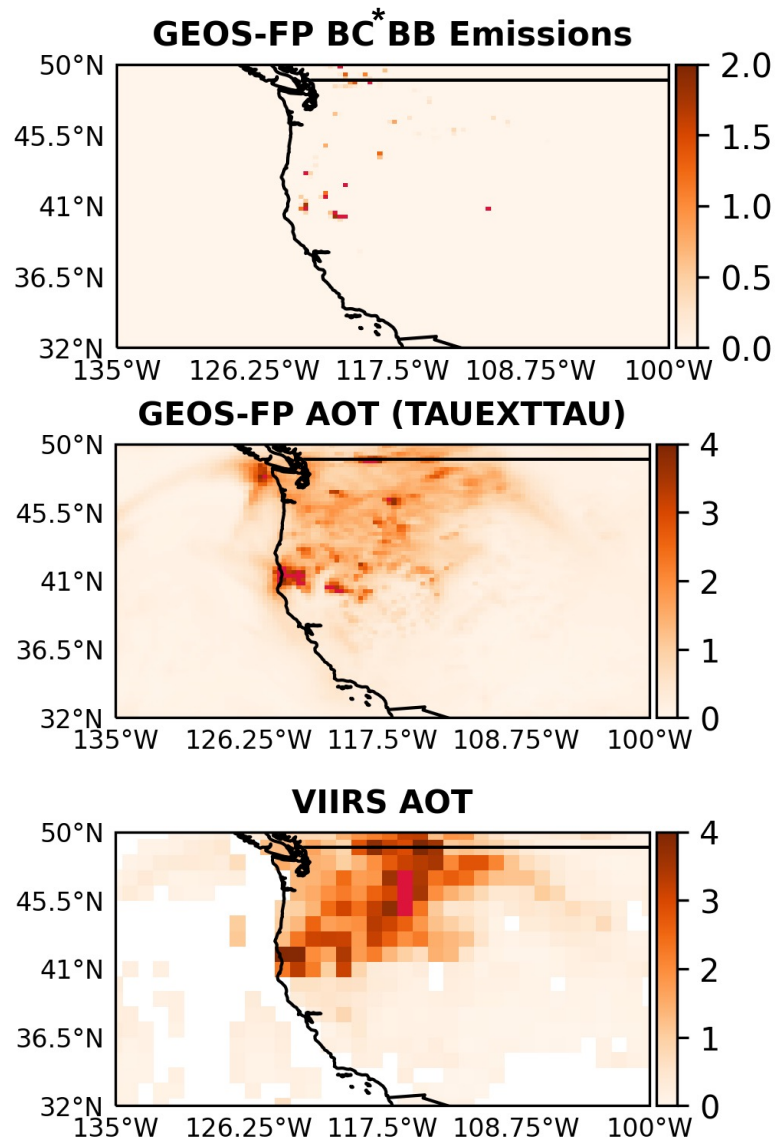 GEOS-FP BC*BB Emissions
50°N
45.5°N
41°N
36.5°N
32°N
135°W 126.25°W 117.5°W 108.75°W 100°W
2.0
1.5
1.0
0.5
0.0
GEOS-FP AOT (TAUEXTTAU)
50°N
45.5°N
41°N
36.5°N
32°N
135°W 126.25°W 117.5°W 108.75°W 100°W
4
3
2
1
0
VIIRS AOT
50°N
45.5°N
41°N
36.5°N
32°N
135°W 126.25°W 117.5°W 108.75°W 100°W
4
3
2
1
0